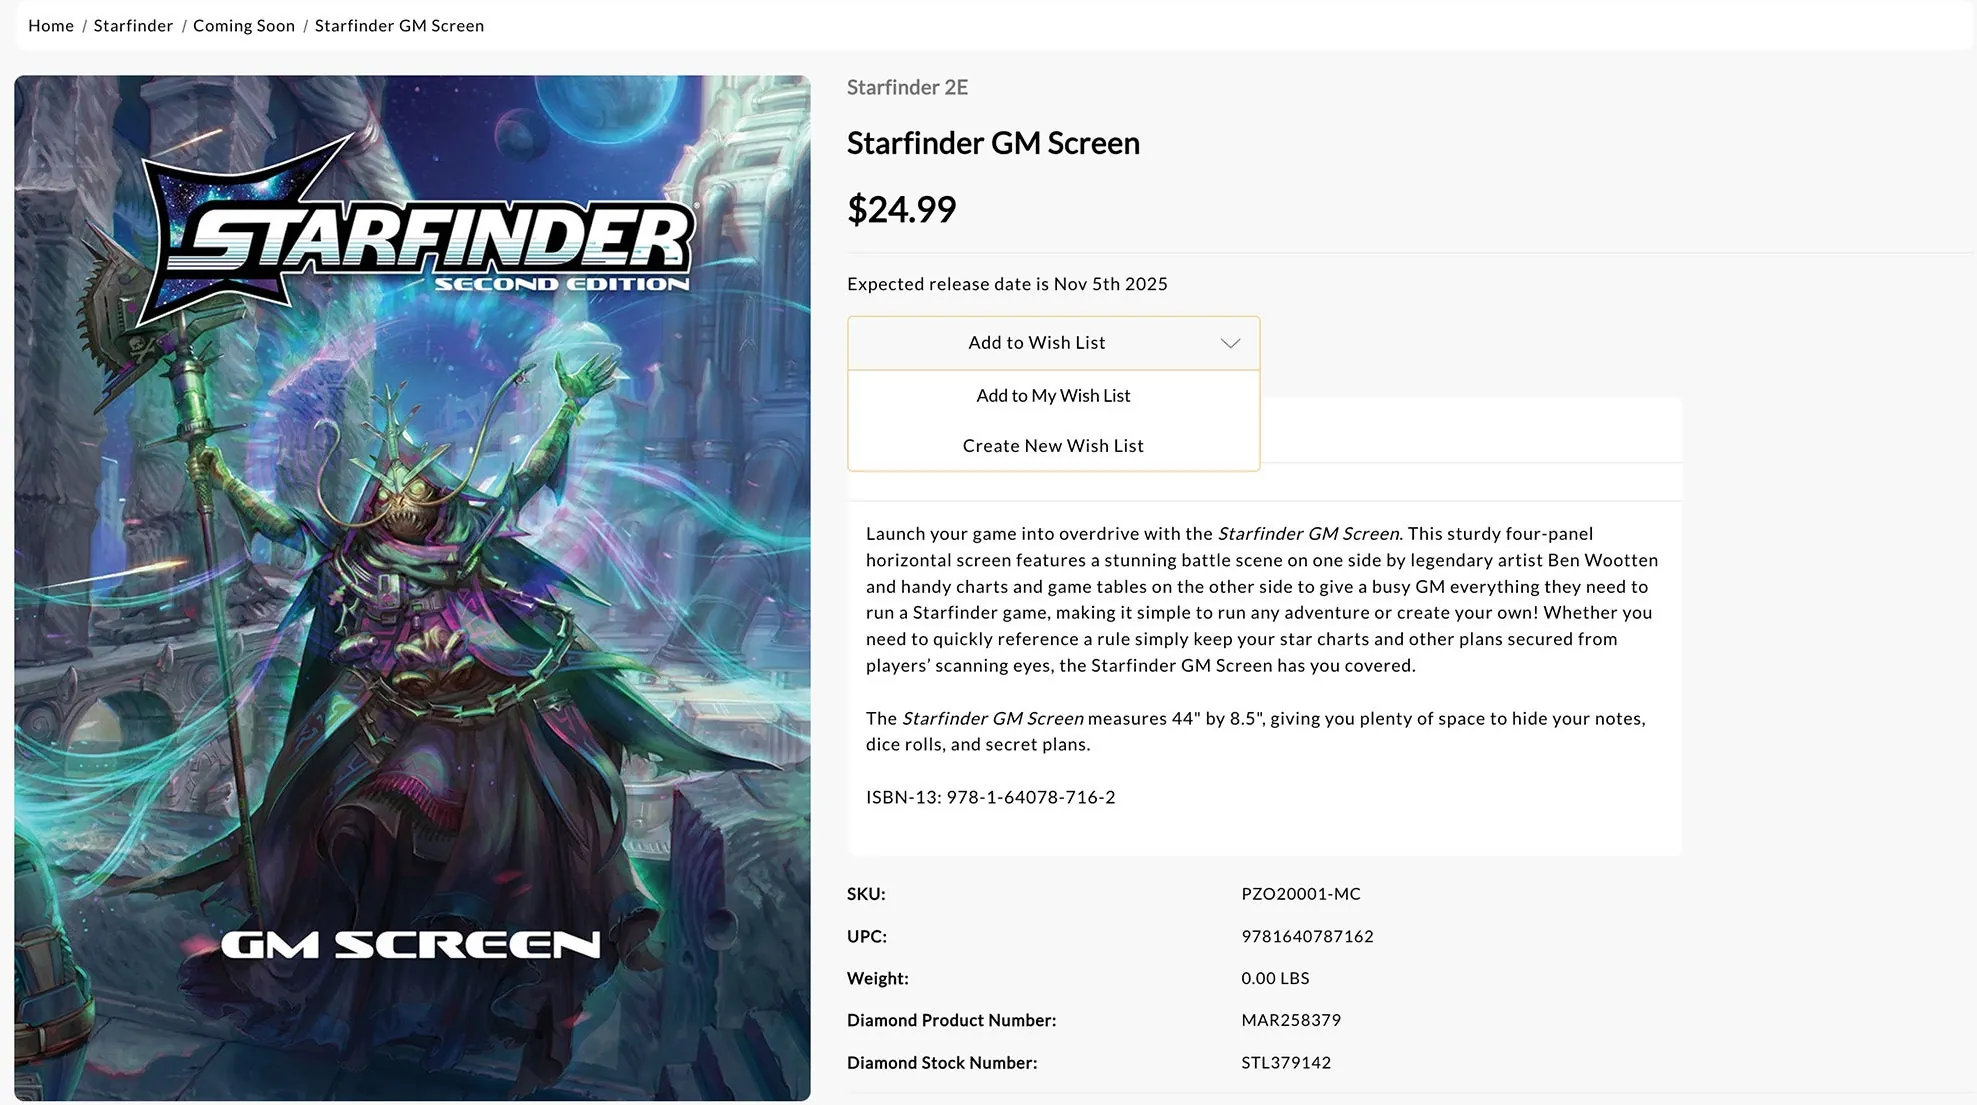 Home / Starfinder / Coming Soon / Starfinder GM Screen
STARFINDER®
SECOND EDITION
GM SCREEN
Starfinder 2E
Starfinder GM Screen
$24.99
Expected release date is Nov 5th 2025
Add to Wish List
Add to My Wish List
Create New Wish List
Launch your game into overdrive with the Starfinder GM Screen. This sturdy four-panel
horizontal screen features a stunning battle scene on one side by legendary artist Ben Wootten
and handy charts and game tables on the other side to give a busy GM everything they need to
run a Starfinder game, making it simple to run any adventure or create your own! Whether you
need to quickly reference a rule simply keep your star charts and other plans secured from
players’ scanning eyes, the Starfinder GM Screen has you covered.
The Starfinder GM Screen measures 44" by 8.5", giving you plenty of space to hide your notes,
dice rolls, and secret plans.
ISBN-13: 978-1-64078-716-2
SKU: PZO20001-MC
UPC: 9781640787162
Weight: 0.00 LBS
Diamond Product Number: MAR258379
Diamond Stock Number: STL379142